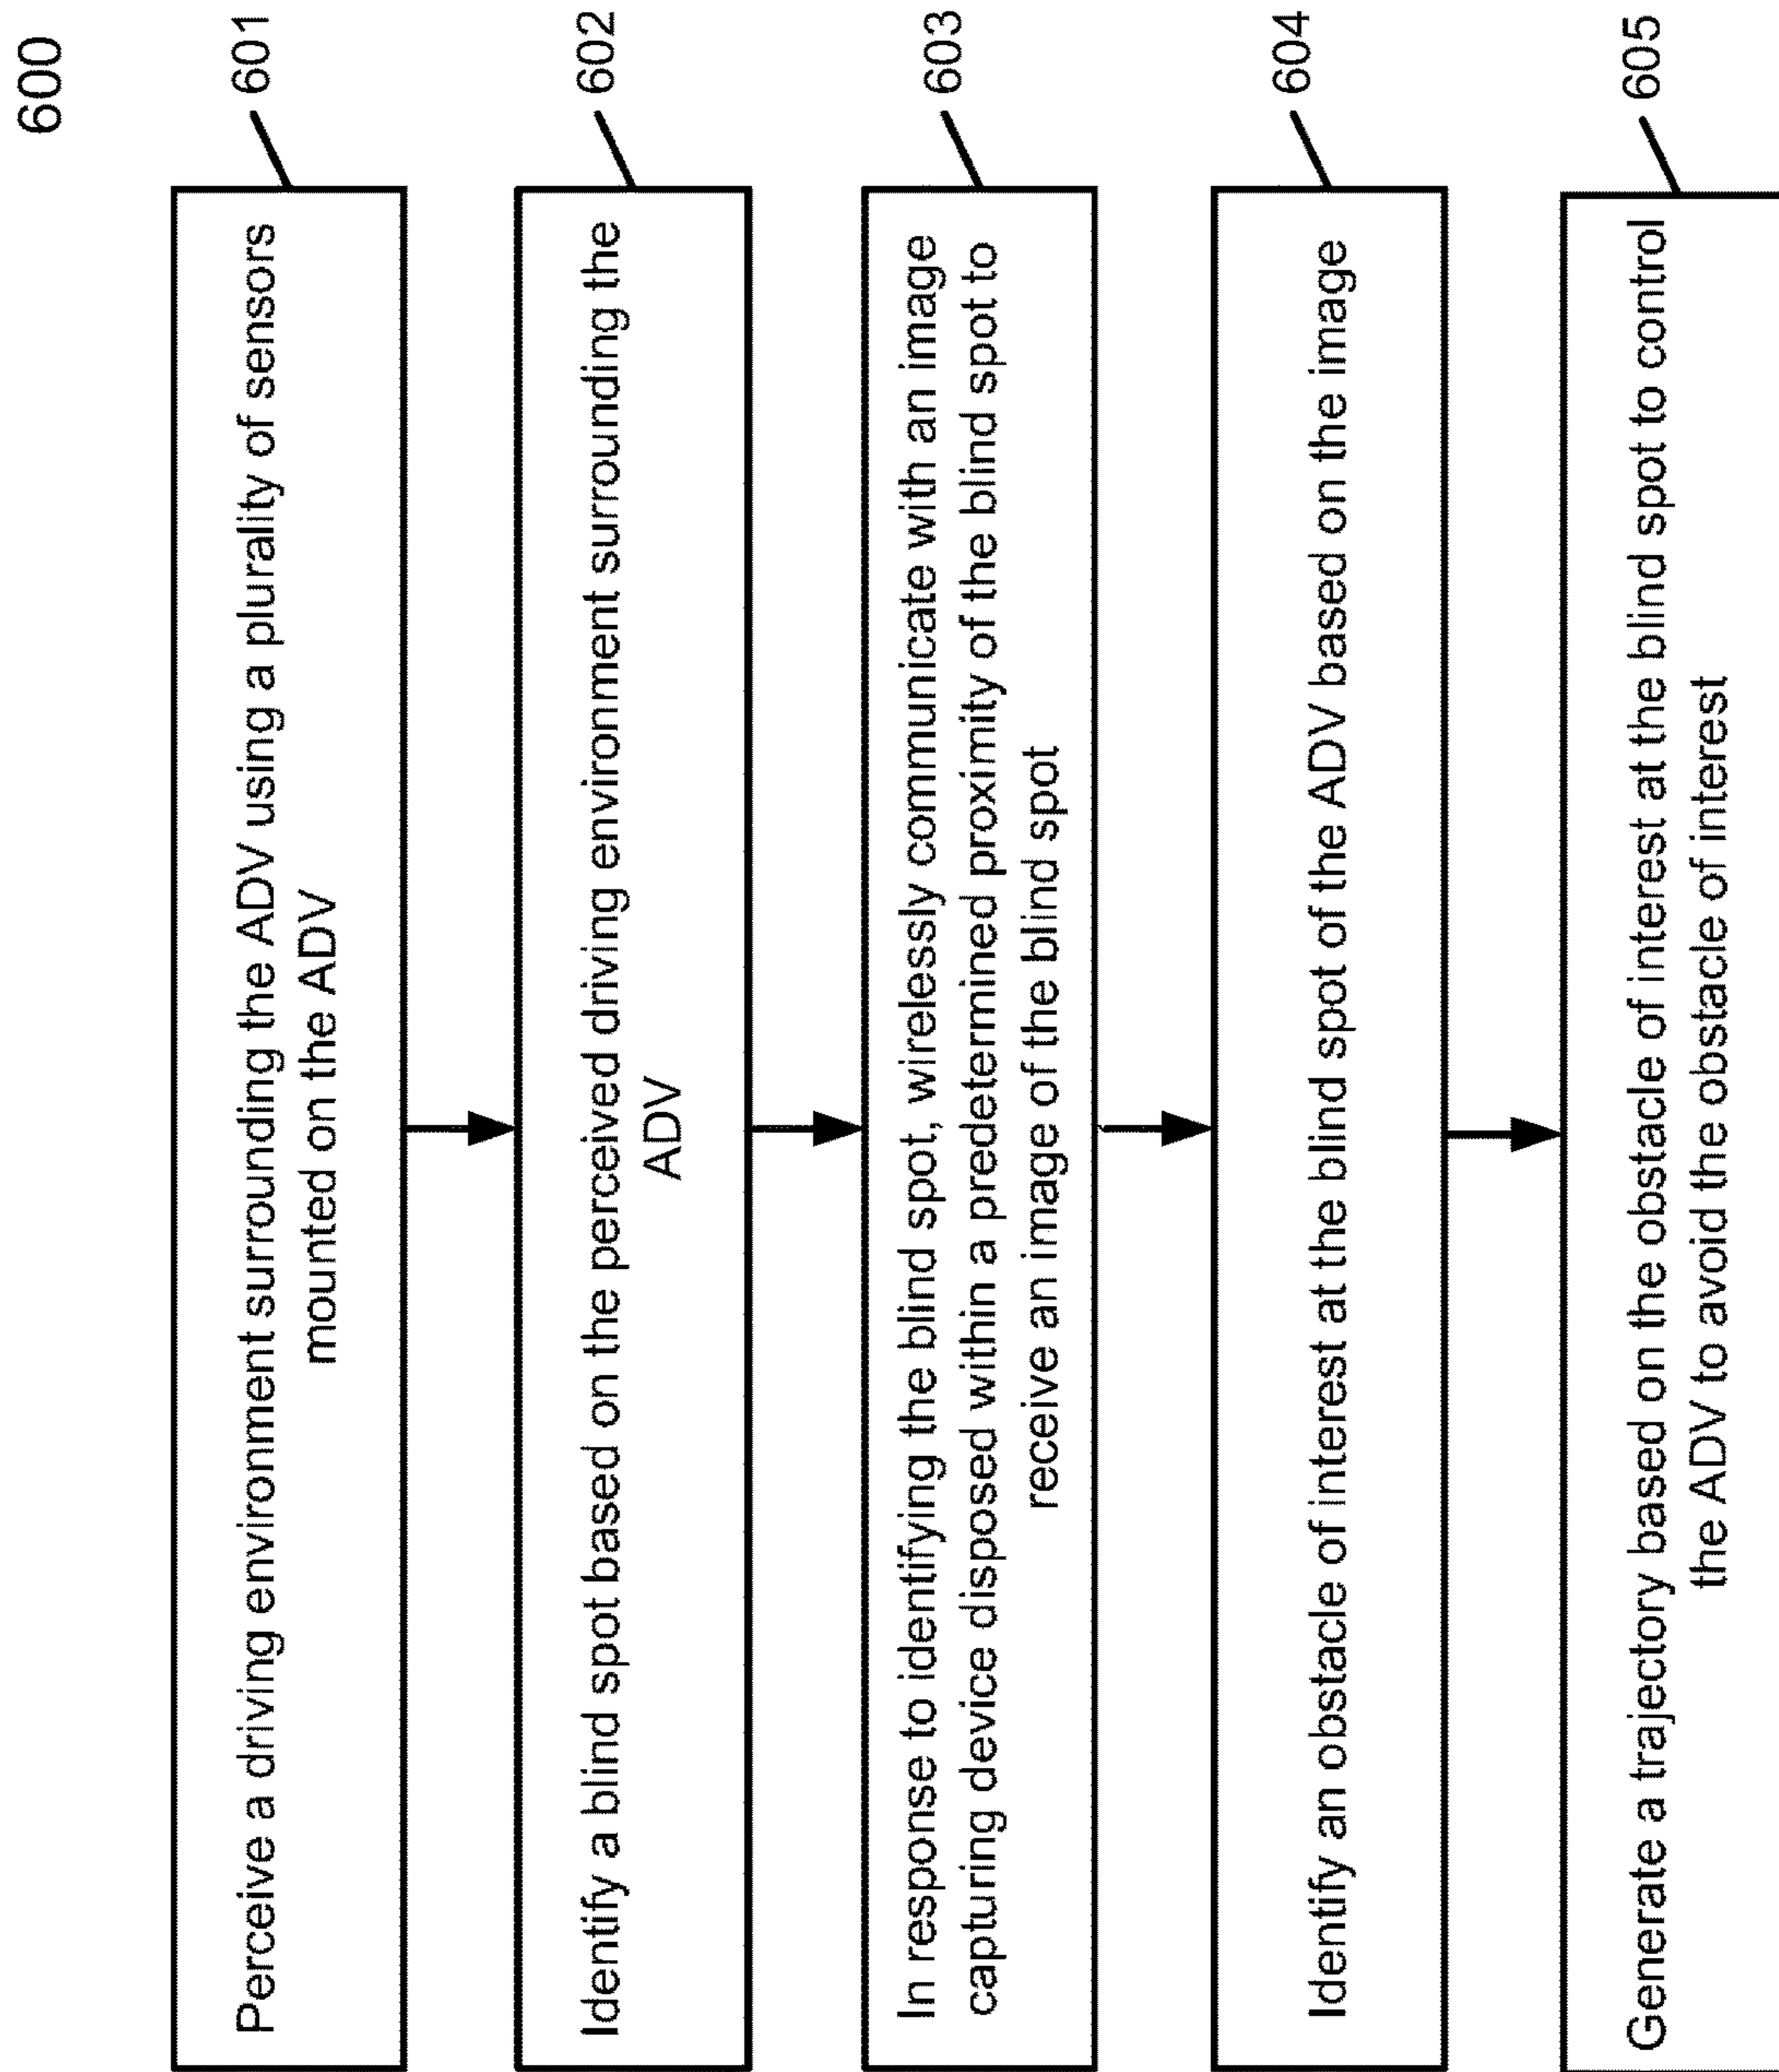 600
601
Perceive a driving environment surrounding the ADV using a plurality of sensors
mounted on the ADV
602
Identify a blind spot based on the perceived driving environment surrounding the
ADV
603
In response to identifying the blind spot, wirelessly communicate with an image
capturing device disposed within a predetermined proximity of the blind spot to
receive an image of the blind spot
604
Identify an obstacle of interest at the blind spot of the ADV based on the image
605
Generate a trajectory based on the obstacle of interest at the blind spot to control
the ADV to avoid the obstacle of interest